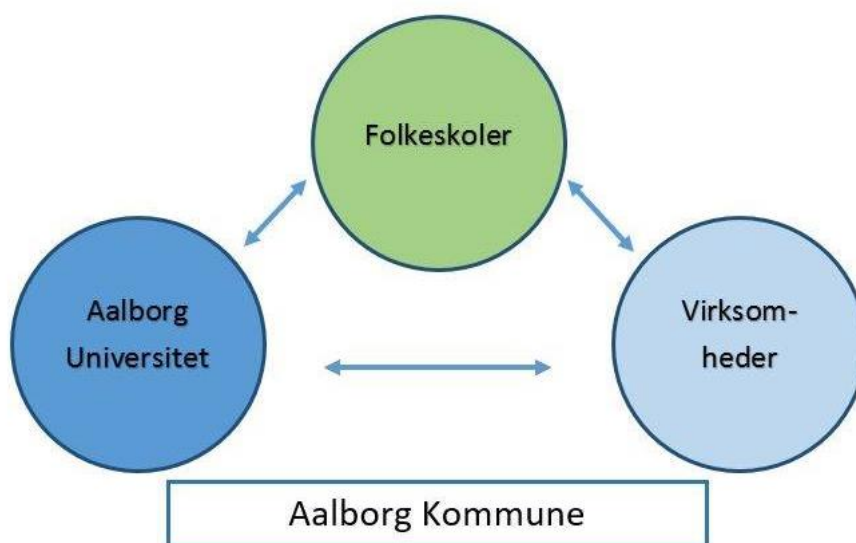 Folkeskoler
Aalborg
Universitet
Virksom-
heder
Aalborg Kommune